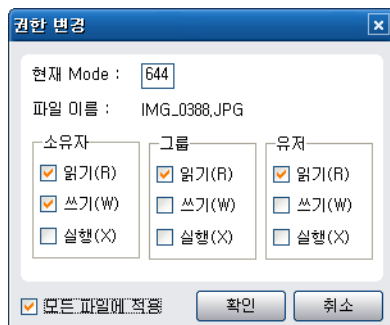 권한 변경
현재 Mode : 644
파일 이름 : IMG_0388.JPG
소유자 그룹 유저
읽기(R) 읽기(R) 읽기(R)
쓰기(W) 쓰기(W) 쓰기(W)
실행(X) 실행(X) 실행(X)
모든 파일에 적용 확인 취소